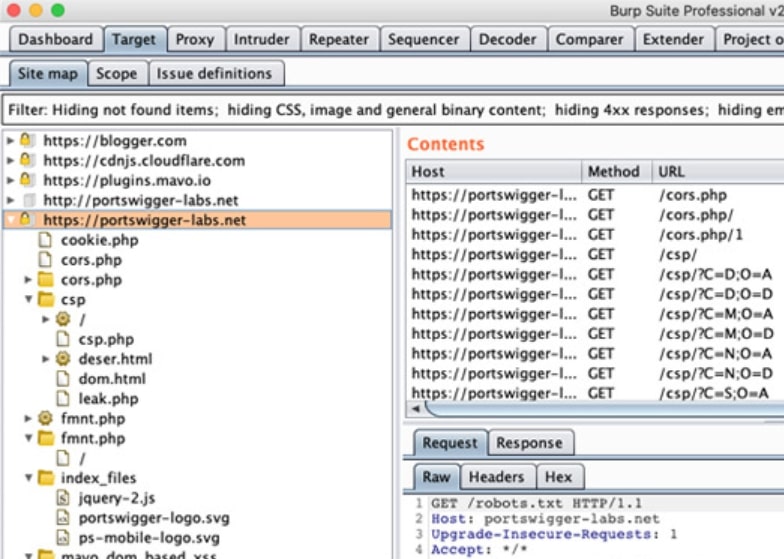 Burp Suite Professional v2
Dashboard Target Proxy Intruder Repeater Sequencer Decoder Comparer Extender Project o
Site map Scope Issue definitions
Filter: Hiding not found items; hiding CSS, image and general binary content; hiding 4xx responses; hiding em
https://blogger.com
https://cdnjs.cloudflare.com
https://plugins.mavo.io
http://portswigger-labs.net
https://portswigger-labs.net
cookie.php
cors.php
cors.php
csp
/
csp.php
deser.html
dom.html
leak.php
fmnt.php
fmnt.php
/
index_files
jquery-2.js
portswigger-logo.svg
ps-mobile-logo.svg
mavo dom based xss
Contents
Host Method URL
https://portswigger-l... GET /cors.php
https://portswigger-l... GET /cors.php/
https://portswigger-l... GET /cors.php/1
https://portswigger-l... GET /csp/
https://portswigger-l... GET /csp/?C=D;O=A
https://portswigger-l... GET /csp/?C=D;O=D
https://portswigger-l... GET /csp/?C=M;O=A
https://portswigger-l... GET /csp/?C=M;O=D
https://portswigger-l... GET /csp/?C=N;O=A
https://portswigger-l... GET /csp/?C=N;O=D
https://portswigger-l... GET /csp/?C=S;O=A
Request Response
Raw Headers Hex
1 GET /robots.txt HTTP/1.1
2 Host: portswigger-labs.net
3 Upgrade-Insecure-Requests: 1
4 Accept: */*